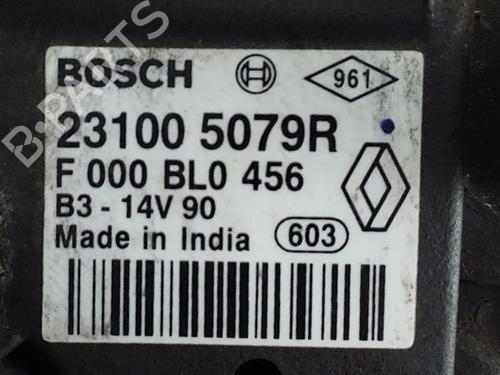 BOSCH 961
23100 5079R
F 000 BL0 456
B3 - 14V 90
Made in India 603
B-PARTS